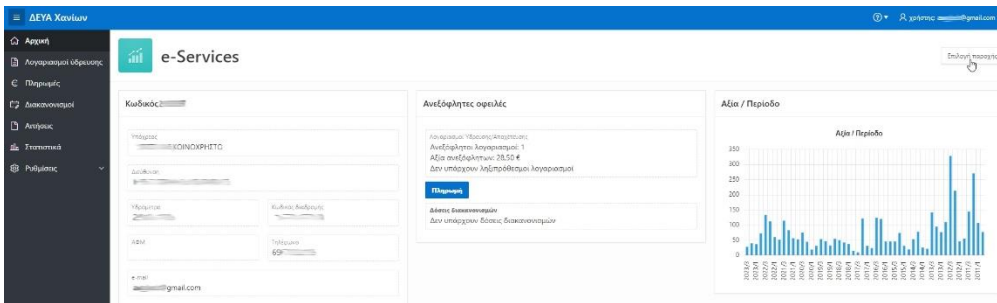 ΔΕΥΑ Χανίων
χρήστης: @gmail.com
Αρχική
Λογαριασμοί ύδρευσης
Πληρωμές
Διακανονισμοί
Αιτήσεις
Στατιστικά
Ρυθμίσεις
e-Services
Επιλογή παροχής
Κωδικός:
Υπόχρεος
ΚΟΙΝΟΧΡΗΣΤΟ
Διεύθυνση
Υδρομετρητής
Κωδικός διαδρομής
ΑΦΜ
Τηλέφωνο
69
e-mail
@gmail.com
Ανεξόφλητες οφειλές
Λογαριασμοί Ύδρευσης/Αποχέτευσης
Ανεξόφλητοι λογαριασμοί: 1
Αξία ανεξόφλητων: 28,50 €
Δεν υπάρχουν ληξιπρόθεσμοι λογαριασμοί
Πληρωμή
Δόσεις διακανονισμών
Δεν υπάρχουν δόσεις διακανονισμών
Αξία / Περίοδο
Αξία / Περίοδο
350
300
250
200
150
100
50
0